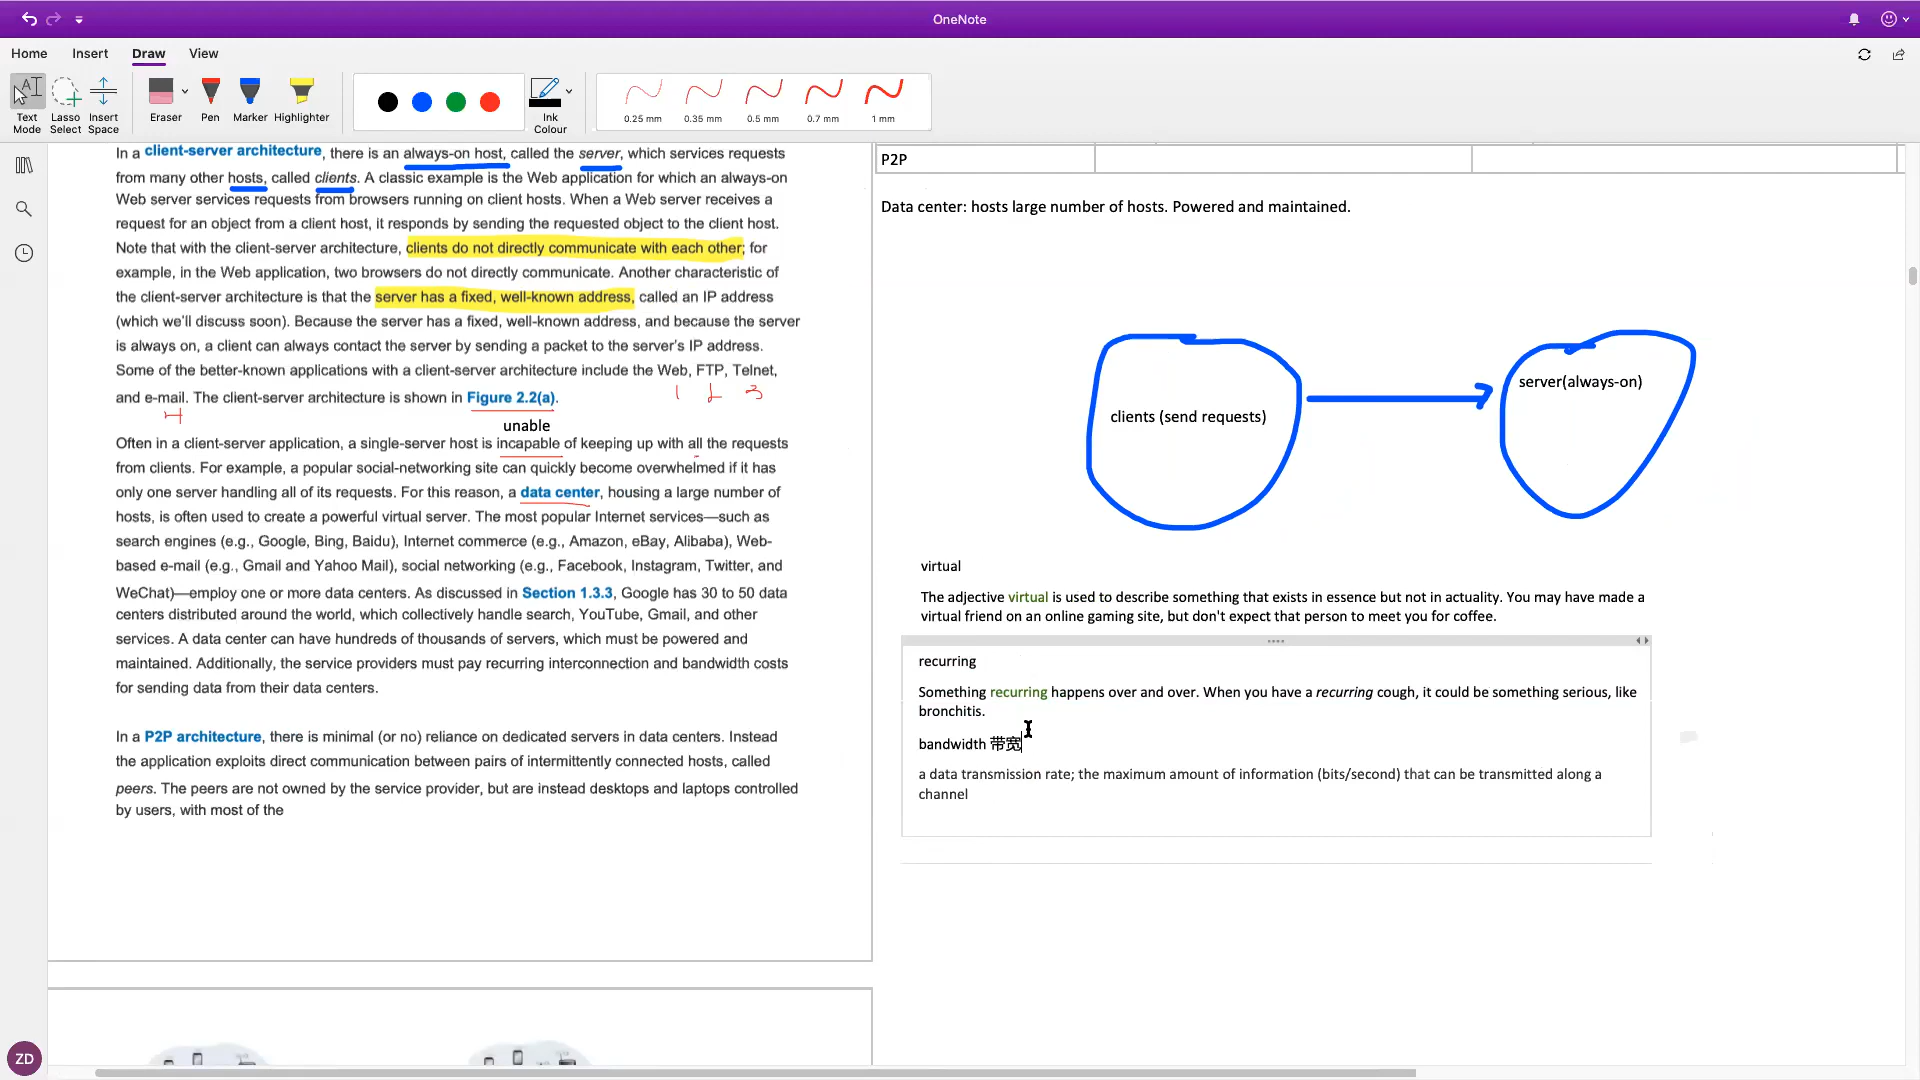 OneNote
Home Insert Draw View
Text Mode
Lasso Select
Insert Space
Eraser
Pen
Marker
Highlighter
Ink Colour
0.25 mm
0.35 mm
0.5 mm
0.7 mm
1 mm
In a client-server architecture, there is an always-on host, called the server, which services requests
from many other hosts, called clients. A classic example is the Web application for which an always-on
Web server services requests from browsers running on client hosts. When a Web server receives a
request for an object from a client host, it responds by sending the requested object to the client host.
Note that with the client-server architecture, clients do not directly communicate with each other; for
example, in the Web application, two browsers do not directly communicate. Another characteristic of
the client-server architecture is that the server has a fixed, well-known address, called an IP address
(which we'll discuss soon). Because the server has a fixed, well-known address, and because the server
is always on, a client can always contact the server by sending a packet to the server's IP address.
Some of the better-known applications with a client-server architecture include the Web, FTP, Telnet,
1 2 3
and e-mail. The client-server architecture is shown in Figure 2.2(a).
4
unable
Often in a client-server application, a single-server host is incapable of keeping up with all the requests
from clients. For example, a popular social-networking site can quickly become overwhelmed if it has
only one server handling all of its requests. For this reason, a data center, housing a large number of
hosts, is often used to create a powerful virtual server. The most popular Internet services—such as
search engines (e.g., Google, Bing, Baidu), Internet commerce (e.g., Amazon, eBay, Alibaba), Web-
based e-mail (e.g., Gmail and Yahoo Mail), social networking (e.g., Facebook, Instagram, Twitter, and
WeChat)—employ one or more data centers. As discussed in Section 1.3.3, Google has 30 to 50 data
centers distributed around the world, which collectively handle search, YouTube, Gmail, and other
services. A data center can have hundreds of thousands of servers, which must be powered and
maintained. Additionally, the service providers must pay recurring interconnection and bandwidth costs
for sending data from their data centers.
In a P2P architecture, there is minimal (or no) reliance on dedicated servers in data centers. Instead
the application exploits direct communication between pairs of intermittently connected hosts, called
peers. The peers are not owned by the service provider, but are instead desktops and laptops controlled
by users, with most of the
P2P
Data center: hosts large number of hosts. Powered and maintained.
clients (send requests)
server(always-on)
virtual
The adjective virtual is used to describe something that exists in essence but not in actuality. You may have made a
virtual friend on an online gaming site, but don't expect that person to meet you for coffee.
recurring
Something recurring happens over and over. When you have a recurring cough, it could be something serious, like
bronchitis.
bandwidth 带宽
a data transmission rate; the maximum amount of information (bits/second) that can be transmitted along a
channel
ZD